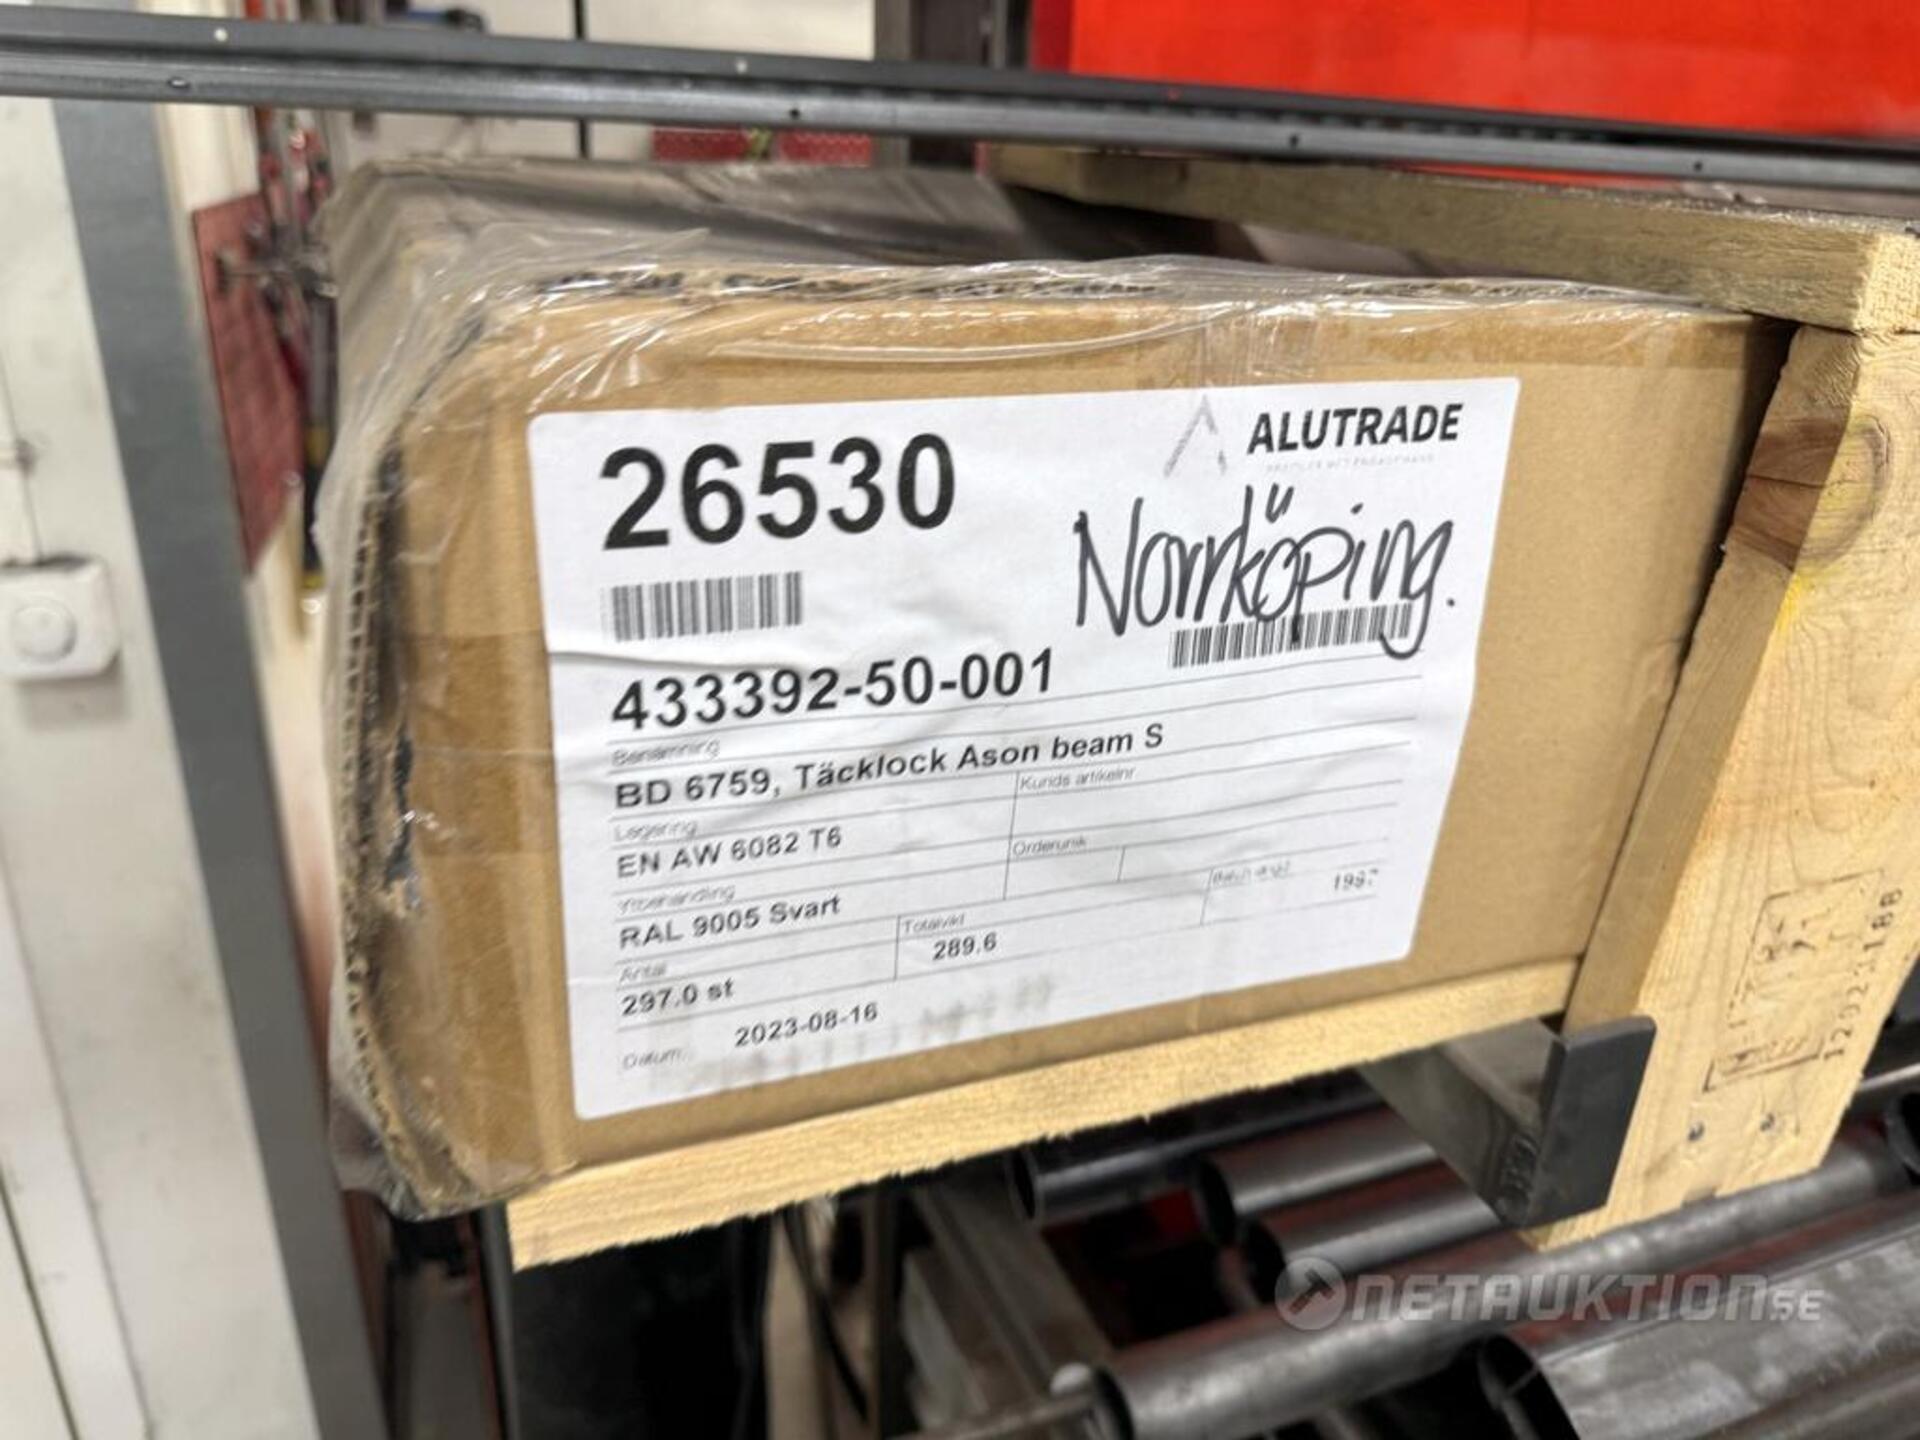 26530
ALUTRADE
Norrköping.
433392-50-001
Benämning
BD 6759, Täcklock Ason beam S
Legering
Kunds artikelnr
EN AW 6082 T6
Ytbehandling
Orderunik
RAL 9005 Svart
Antal
Totalvikt
297.0 st
289.6
Datum
2023-08-16
12023188
NETAUKTION.SE